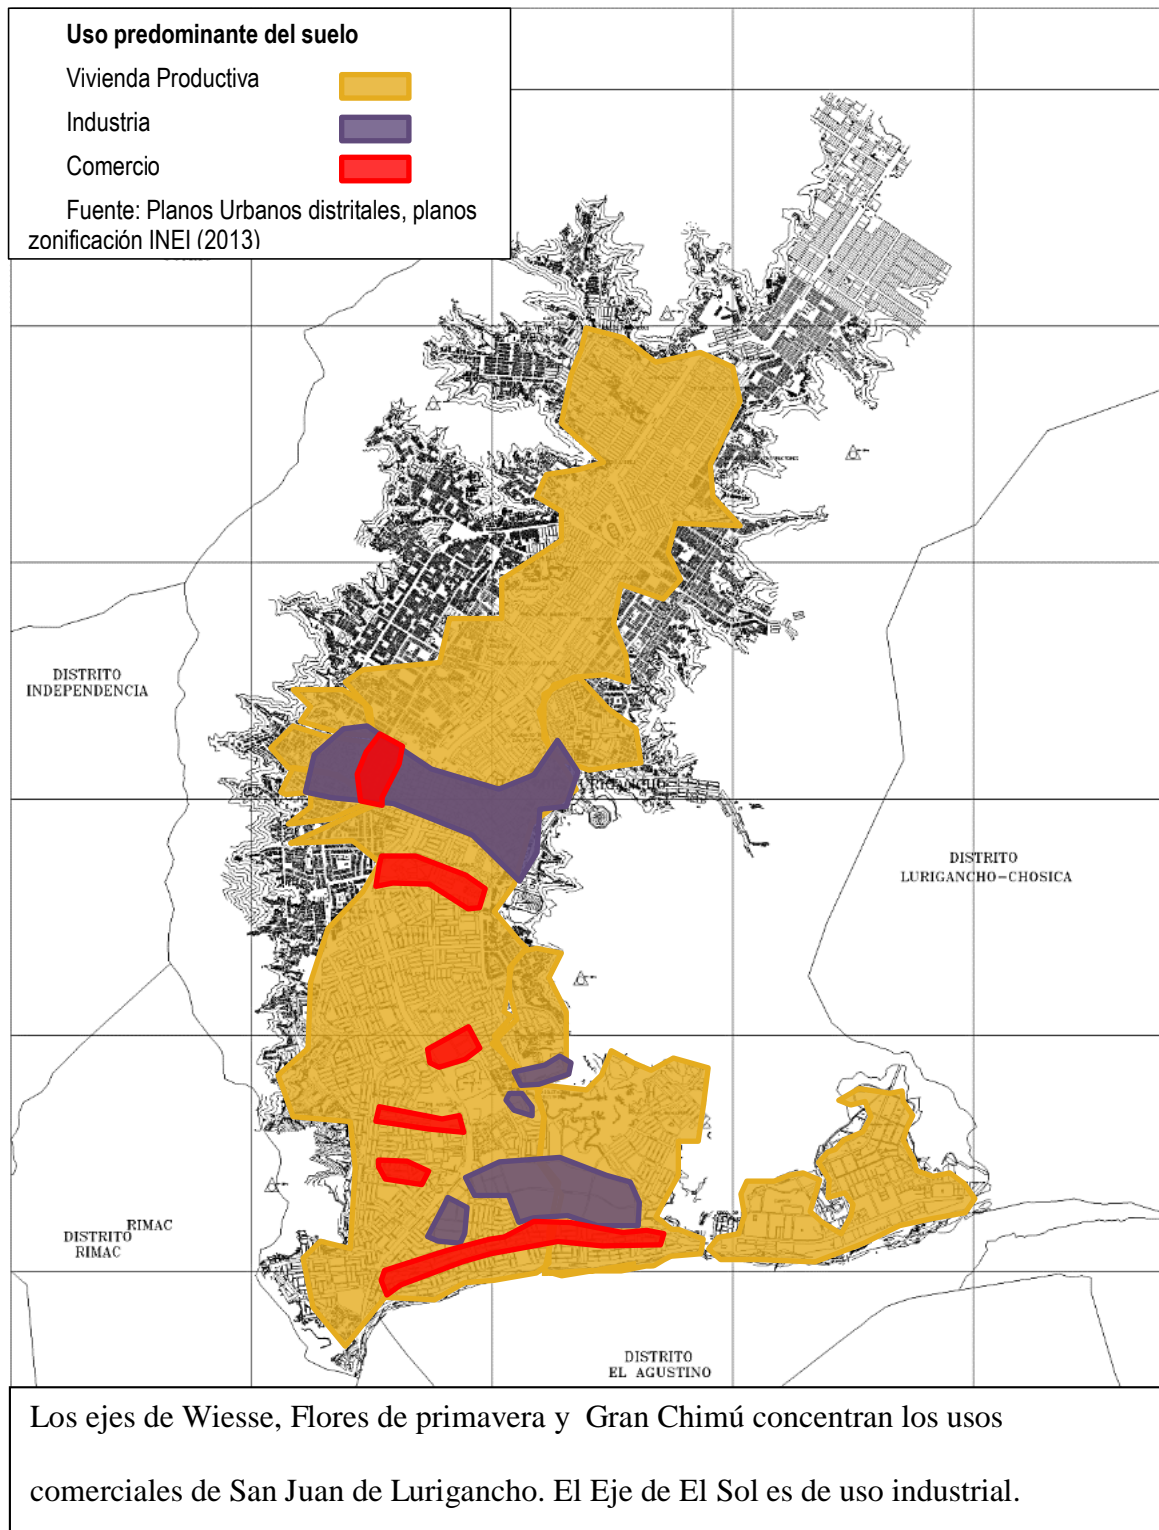 Uso predominante del suelo
Vivienda Productiva
Industria
Comercio
Fuente: Planos Urbanos distritales, planos
zonificación INEI (2013)
DISTRITO
INDEPENDENCIA
DISTRITO
LURIGANCHO-CHOSICA
RIMAC
DISTRITO
RIMAC
DISTRITO
EL AGUSTINO
Los ejes de Wiesse, Flores de primavera y Gran Chimú concentran los usos
comerciales de San Juan de Lurigancho. El Eje de El Sol es de uso industrial.